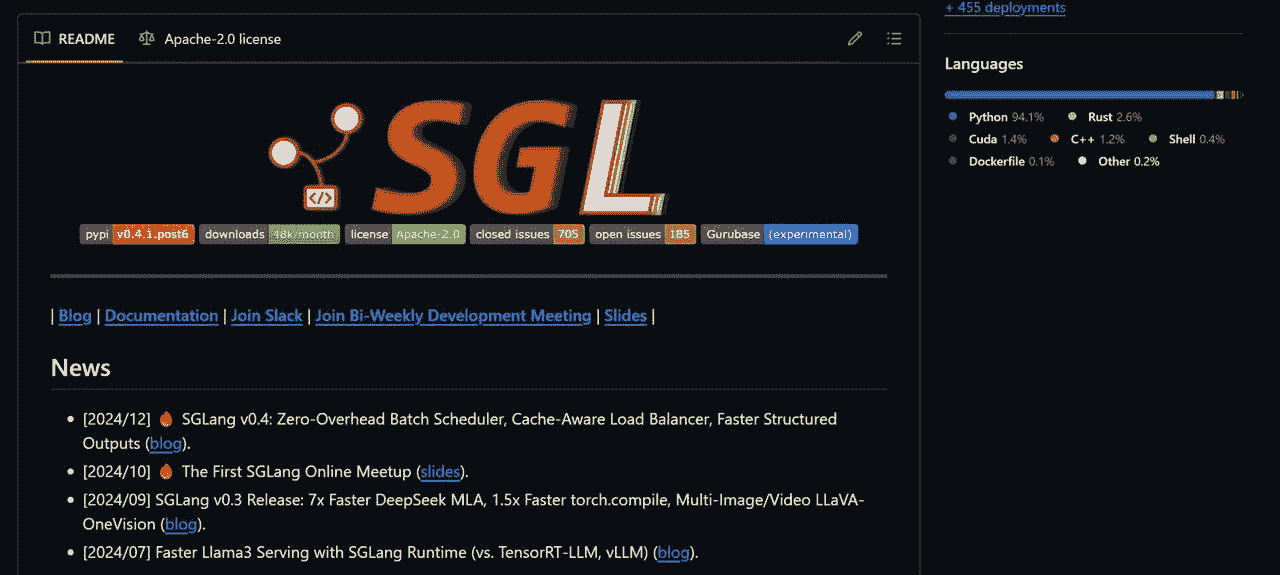 + 455 deployments
README
Apache-2.0 license
Languages
Python 94.1%
Rust 2.6%
Cuda 1.4%
C++ 1.2%
Shell 0.4%
Dockerfile 0.1%
Other 0.2%
</>
SGL
pypi v0.4.1.post6
downloads 48k/month
license Apache-2.0
closed issues 705
open issues 185
Gurubase (experimental)
| Blog | Documentation | Join Slack | Join Bi-Weekly Development Meeting | Slides |
News
[2024/12] 🔥 SGLang v0.4: Zero-Overhead Batch Scheduler, Cache-Aware Load Balancer, Faster Structured
Outputs (blog).
[2024/10] 🔥 The First SGLang Online Meetup (slides).
[2024/09] SGLang v0.3 Release: 7x Faster DeepSeek MLA, 1.5x Faster torch.compile, Multi-Image/Video LLaVA-
OneVision (blog).
[2024/07] Faster Llama3 Serving with SGLang Runtime (vs. TensorRT-LLM, vLLM) (blog).